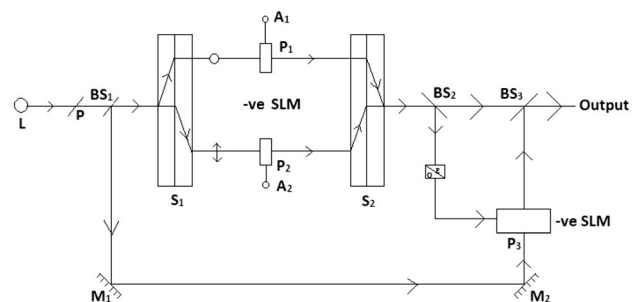 A₁
P₁
BS₁
BS₂
BS₃
-ve SLM
Output
L
P
P₂
E
O
A₂
S₁
S₂
-ve SLM
P₃
M₁
M₂